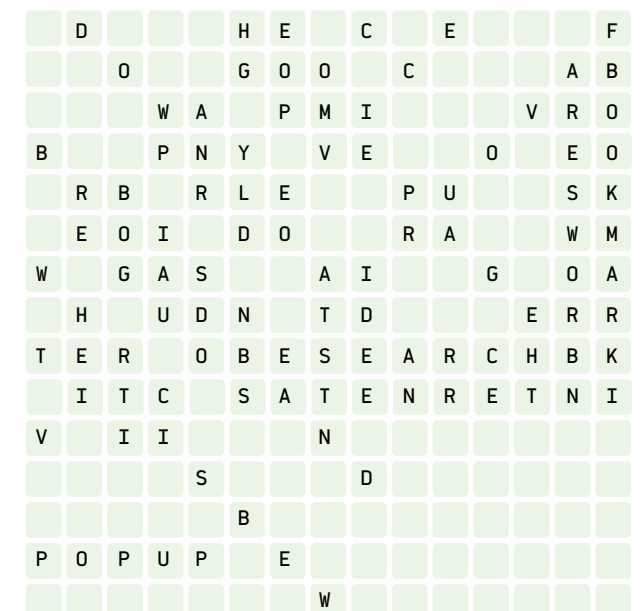 D H E C E F
O G O O C A B
W A P M I V R O
B P N Y V E O E O
R B R L E P U S K
E O I D O R A W M
W G A S A I G O A
H U D N T D E R R
T E R O B E S E A R C H B K
I T C S A T E N R E T N I
V I I N
S D
B
P O P U P E
W